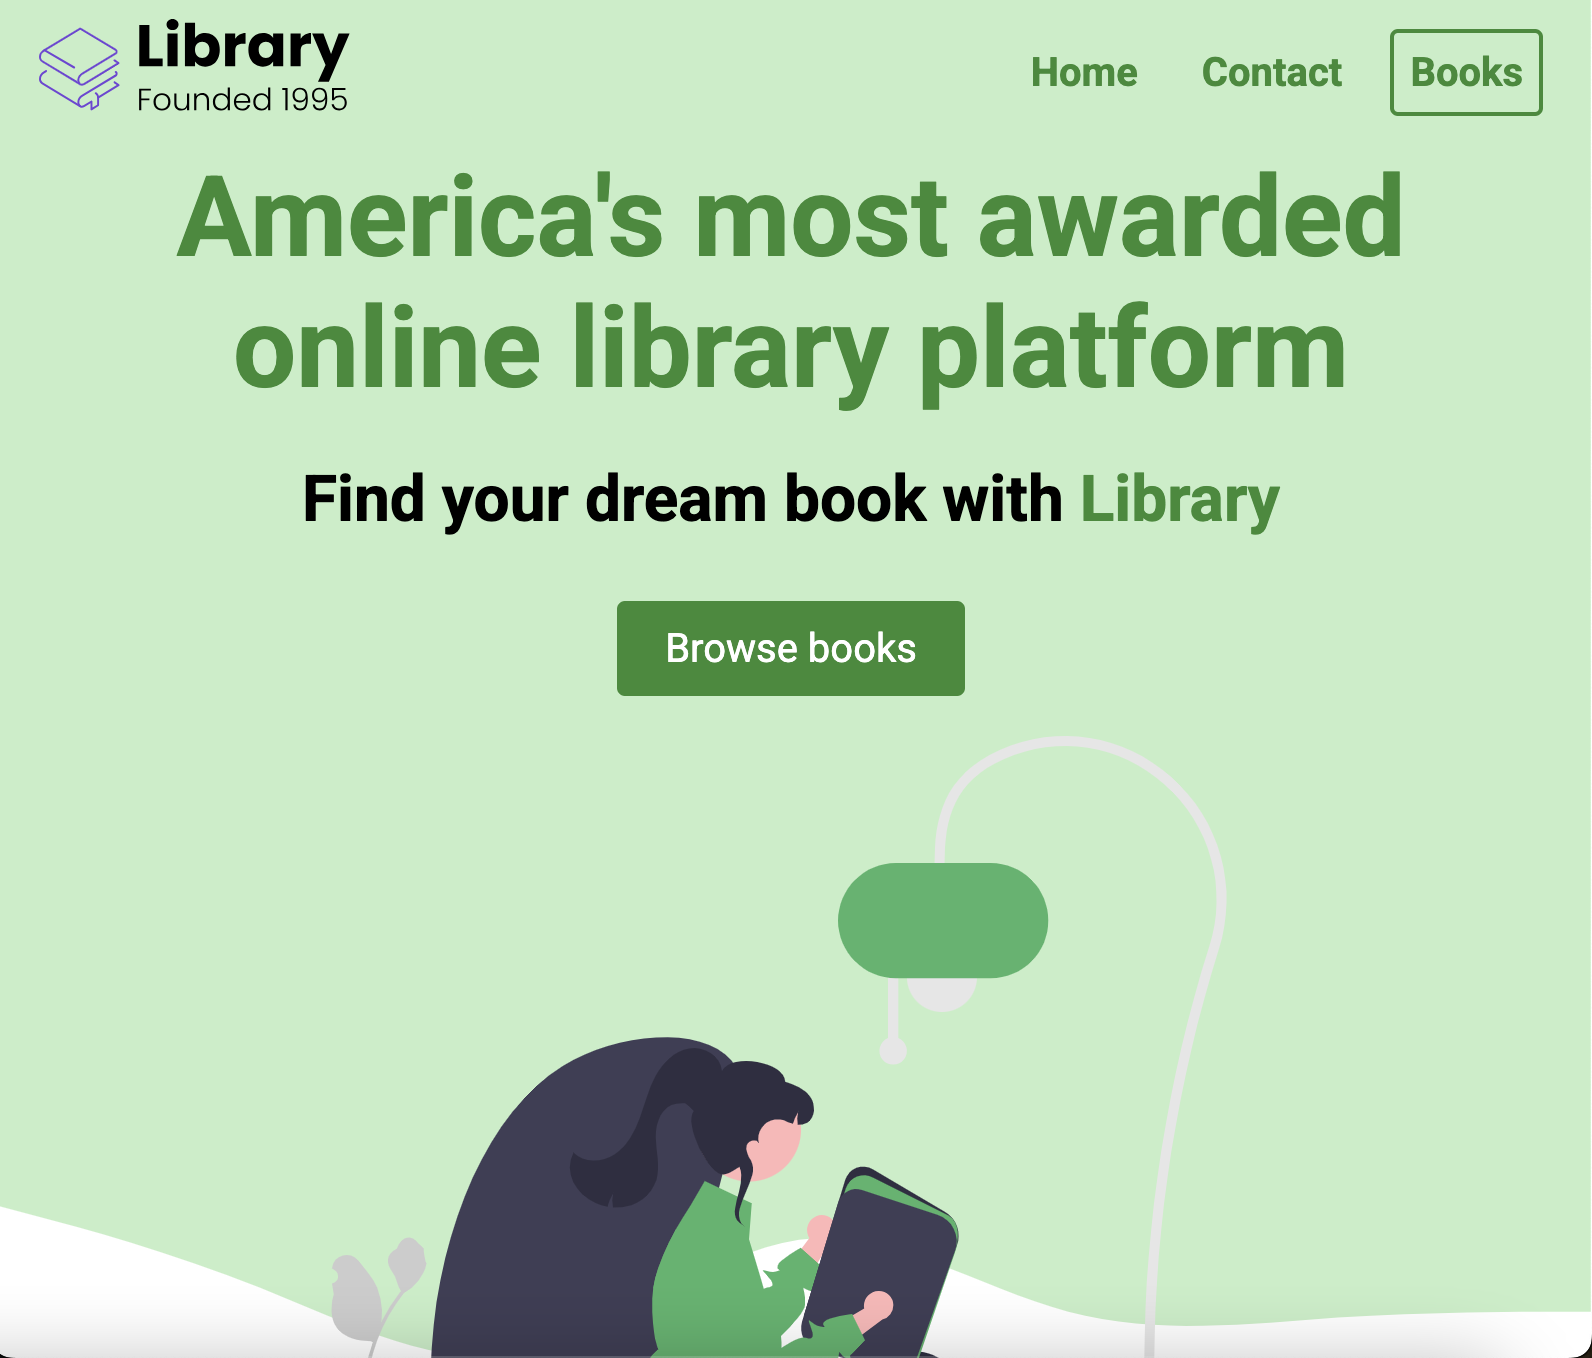 Library
Founded 1995
Home
Contact
Books
America's most awarded
online library platform
Find your dream book with Library
Browse books